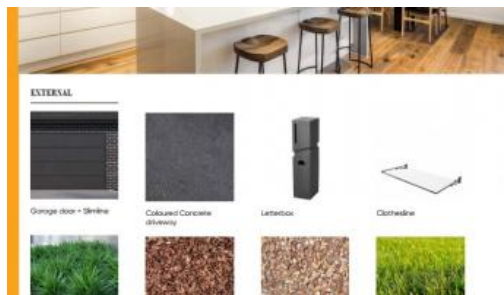 EXTERNAL
Garage door - Slimline
Coloured Concrete
driveway
Letterbox
Clothesline